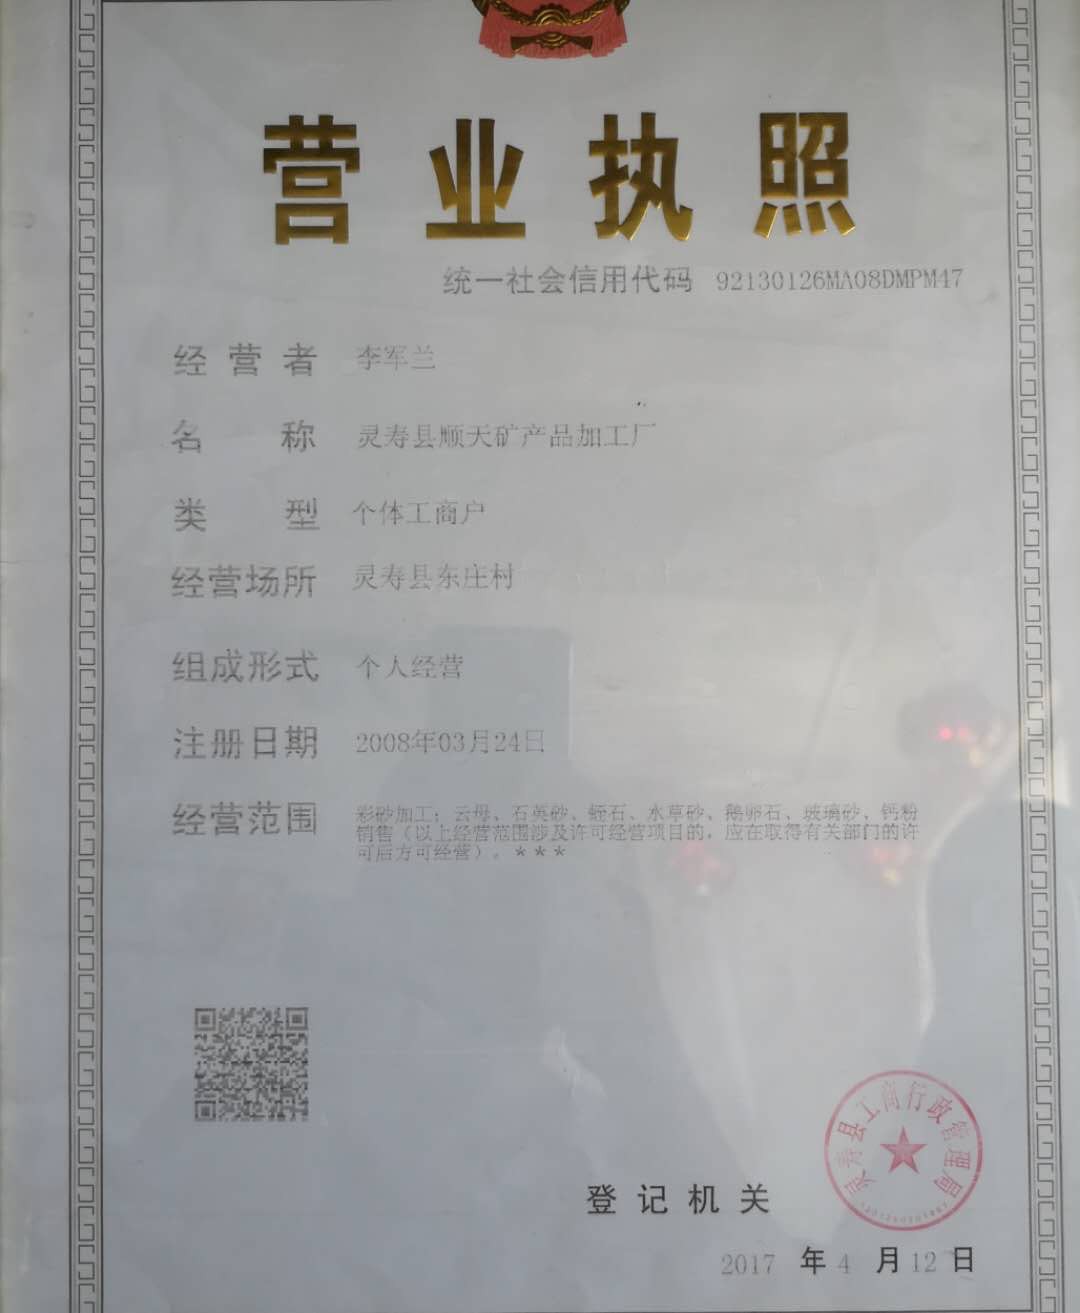 营业执照
统一社会信用代码 92130126MA08DMPM47
经营者 李军兰
名称 灵寿县顺天矿产品加工厂
类型 个体工商户
经营场所 灵寿县东庄村
组成形式 个人经营
注册日期 2008年03月24日
经营范围 彩砂加工；云母、石英砂、蛭石、水草砂、鹅卵石、玻璃砂、钙粉
销售（以上经营范围涉及许可经营项目的，应在取得有关部门的许
可后方可经营）。***
灵寿县工商行政管理局
登记机关
2017 年 4 月 12 日